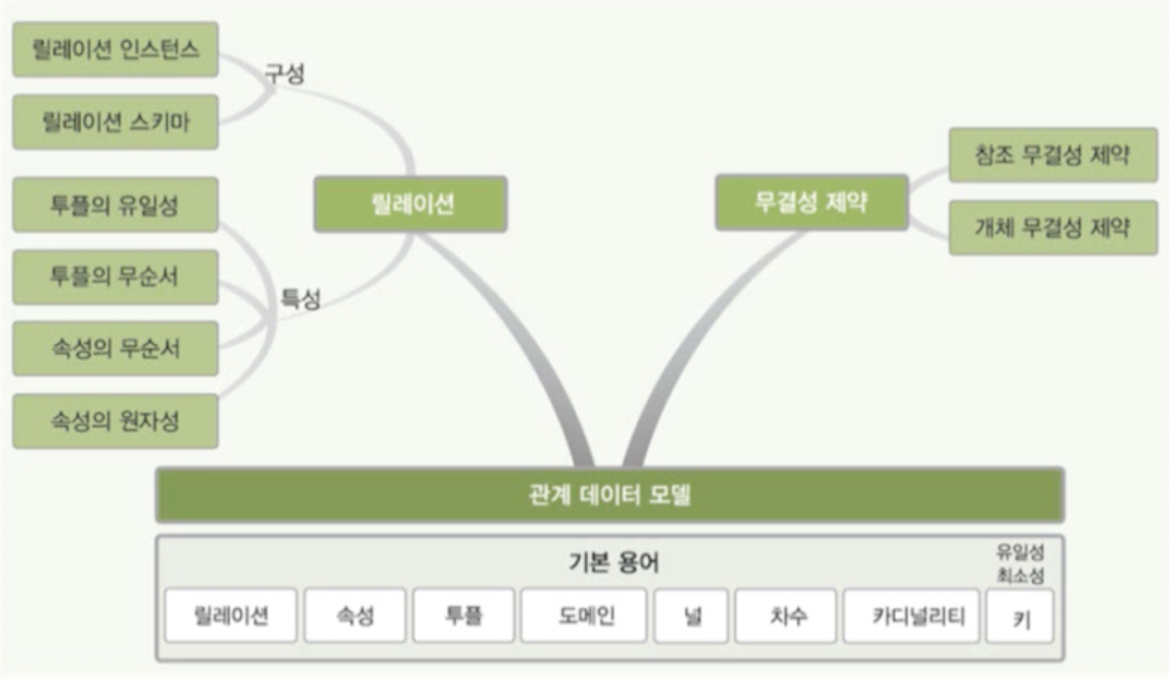 릴레이션 인스턴스
구성
릴레이션 스키마
투플의 유일성
투플의 무순서
특성
속성의 무순서
속성의 원자성
릴레이션
무결성 제약
참조 무결성 제약
개체 무결성 제약
관계 데이터 모델
기본 용어
유일성
최소성
릴레이션 속성 투플 도메인 널 차수 카디널리티 키